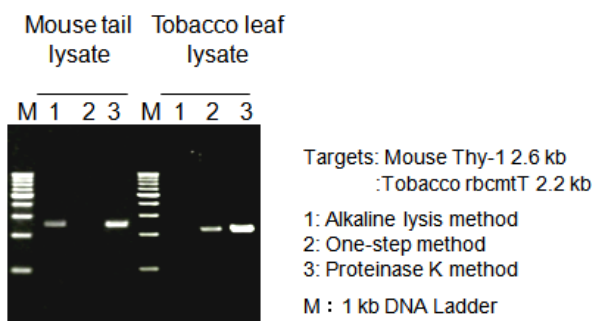 Mouse tail lysate
Tobacco leaf lysate
M 1 2 3 M 1 2 3
Targets: Mouse Thy-1 2.6 kb
:Tobacco rbcmtT 2.2 kb
1: Alkaline lysis method
2: One-step method
3: Proteinase K method
M : 1 kb DNA Ladder